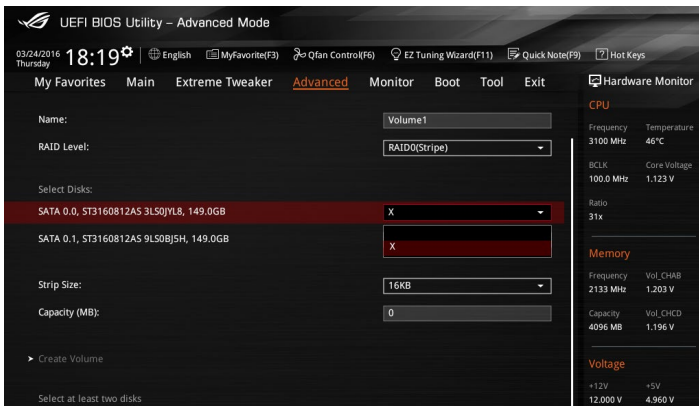 UEFI BIOS Utility – Advanced Mode
03/24/2016
Thursday
18:19
English
MyFavorite(F3)
Qfan Control(F6)
EZ Tuning Wizard(F11)
Quick Note(F9)
? Hot Keys
My Favorites Main Extreme Tweaker Advanced Monitor Boot Tool Exit
Hardware Monitor
Name: Volume1
RAID Level: RAID0(Stripe)
Select Disks:
SATA 0.0, ST3160812AS 3LS0JYL8, 149.0GB X
SATA 0.1, ST3160812AS 9LS0BJ5H, 149.0GB
X
Strip Size: 16KB
Capacity (MB): 0
Create Volume
Select at least two disks
CPU
Frequency Temperature
3100 MHz 46°C
BCLK Core Voltage
100.0 MHz 1.123 V
Ratio
31x
Memory
Frequency Vol_CHAB
2133 MHz 1.203 V
Capacity Vol_CHCD
4096 MB 1.196 V
Voltage
+12V +5V
12.000 V 4.960 V